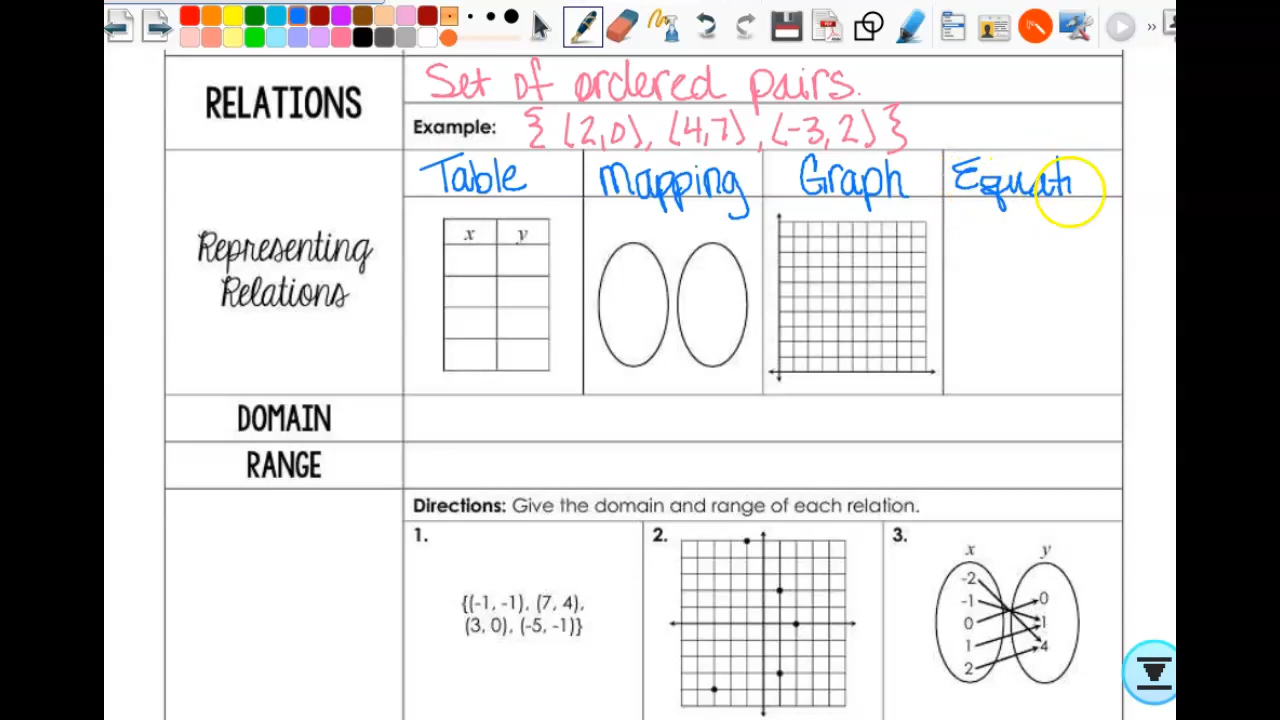 RELATIONS
Set of ordered pairs.
Example: {(2,0), (4,7), (-3,2)}
Representing
Relations
Table
Mapping
Graph
Equati
x y
DOMAIN
RANGE
Directions: Give the domain and range of each relation.
1.
{(-1, -1), (7, 4),
(3, 0), (-5, -1)}
2.
3.
x y
-2
-1
0
1
2
0
1
4